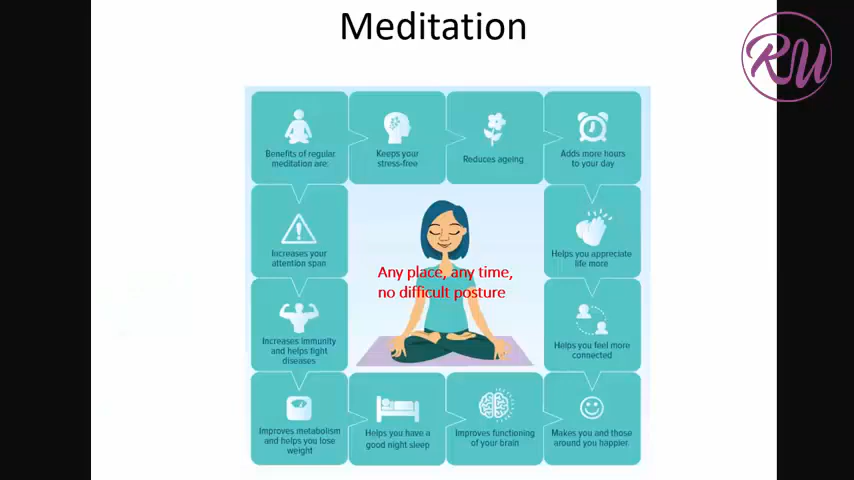 Meditation
RU
Benefits of regular
meditation are:
Keeps your
stress-free
Reduces ageing
Adds more hours
to your day
Increases your
attention span
Helps you appreciate
life more
Any place, any time,
no difficult posture
Increases immunity
and helps fight
diseases
Helps you feel more
connected
Improves metabolism
and helps you lose
weight
Helps you have a
good night sleep
Improves functioning
of your brain
Makes you and those
around you happier.